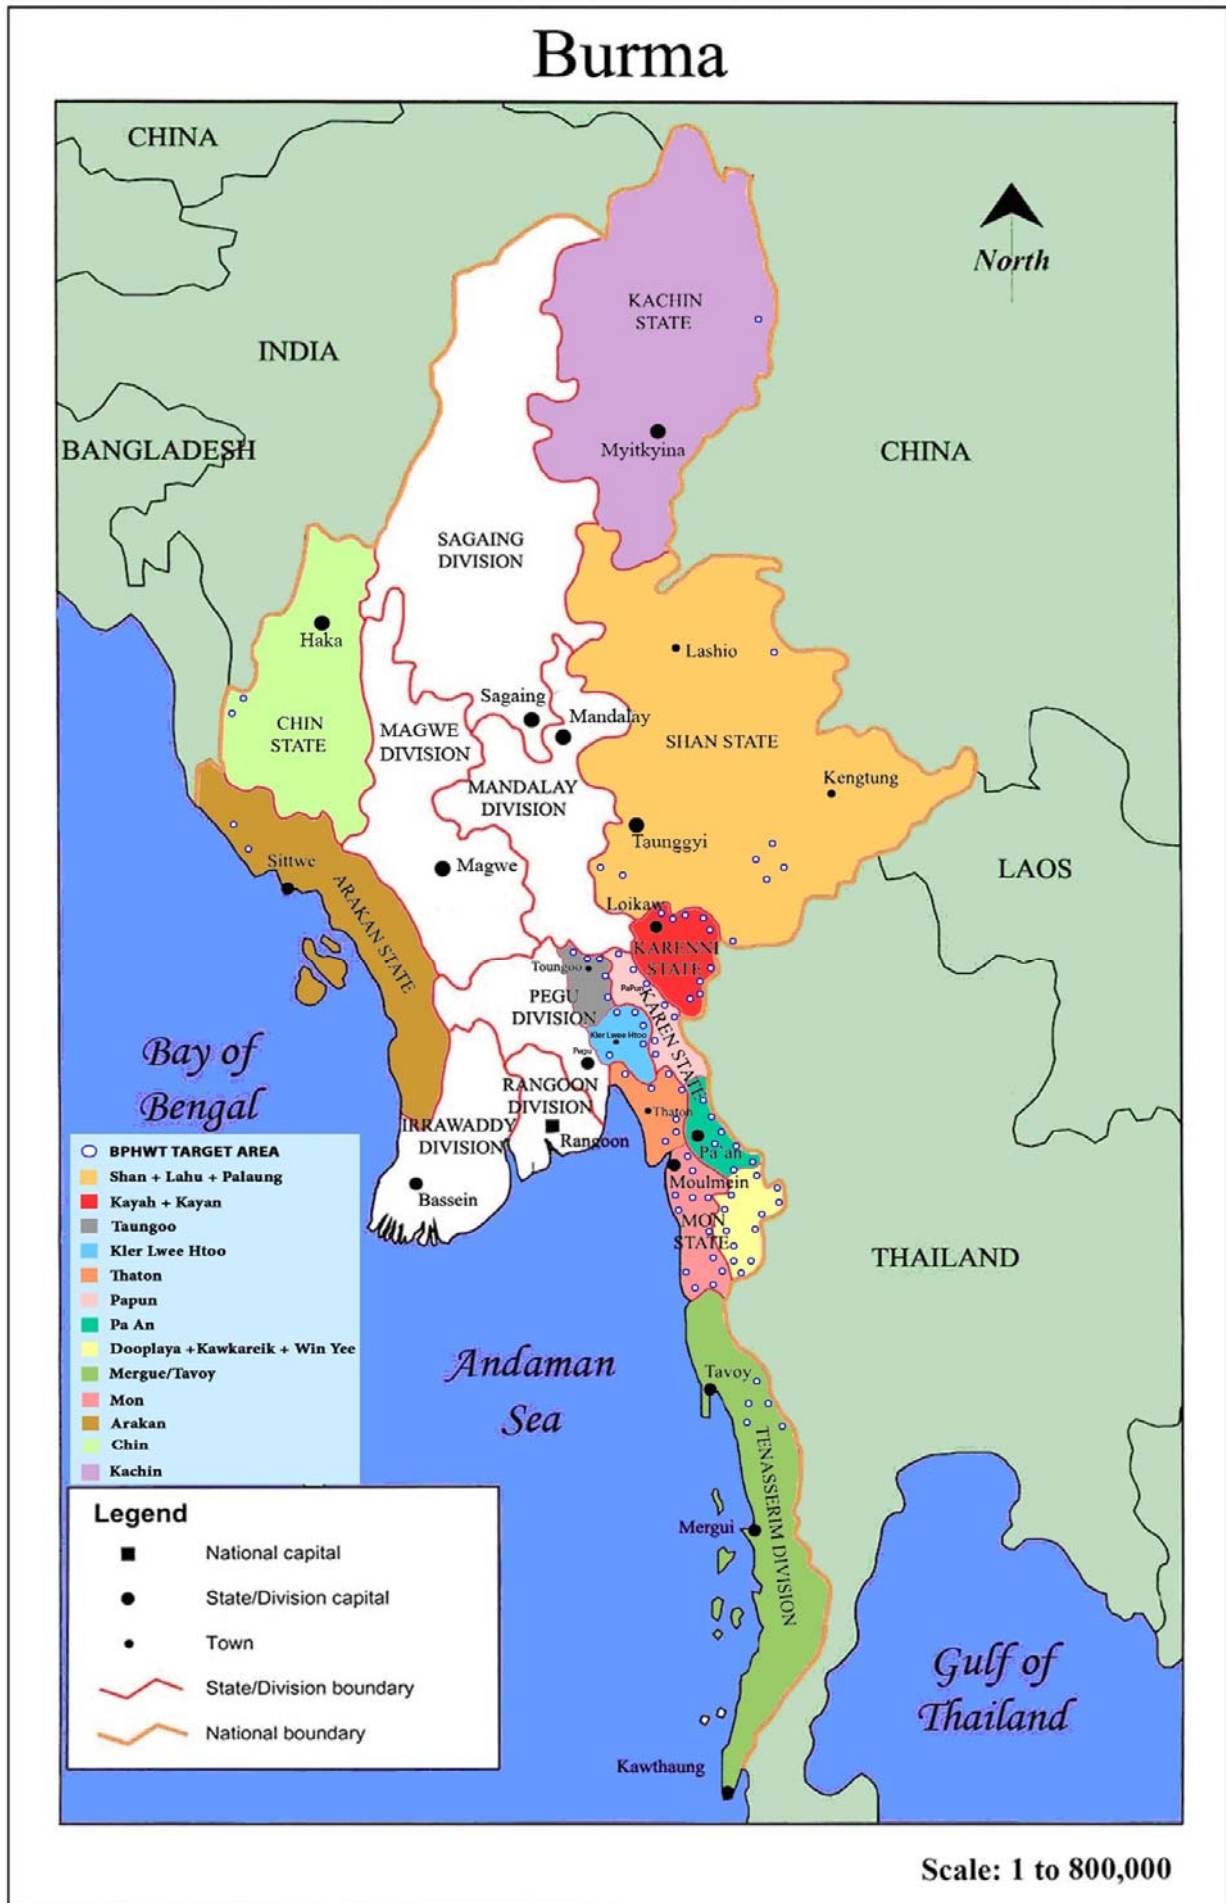 Burma
CHINA
North
KACHIN
STATE
INDIA
BANGLADESH
Myitkyina
CHINA
SAGAING
DIVISION
Haka
Lashio
Sagaing
Mandalay
CHIN
STATE
MAGWE
DIVISION
SHAN STATE
MANDALAY
DIVISION
Kengtung
Taunggyi
Sittwe
Magwe
LAOS
ARAKAN STATE
Loikaw
KARENNI
STATE
Toungoo
PaPun
PEGU
DIVISION
KAREN STATE
Kler Lwee Htoo
Pegu
Bay of
Bengal
RANGOON
DIVISION
Thaton
IRRAWADDY
DIVISION
Rangoon
Pa'an
Moulmein
Bassein
MON
STATE
THAILAND
BPHWT TARGET AREA
Shan + Lahu + Palaung
Kayah + Kayan
Taungoo
Kler Lwee Htoo
Thaton
Papun
Pa An
Dooplaya +Kawkareik + Win Yee
Mergue/Tavoy
Mon
Arakan
Chin
Kachin
Andaman
Sea
Tavoy
TENASSERIM DIVISION
Mergui
Legend
National capital
State/Division capital
Town
State/Division boundary
National boundary
Gulf of
Thailand
Kawthaung
Scale: 1 to 800,000